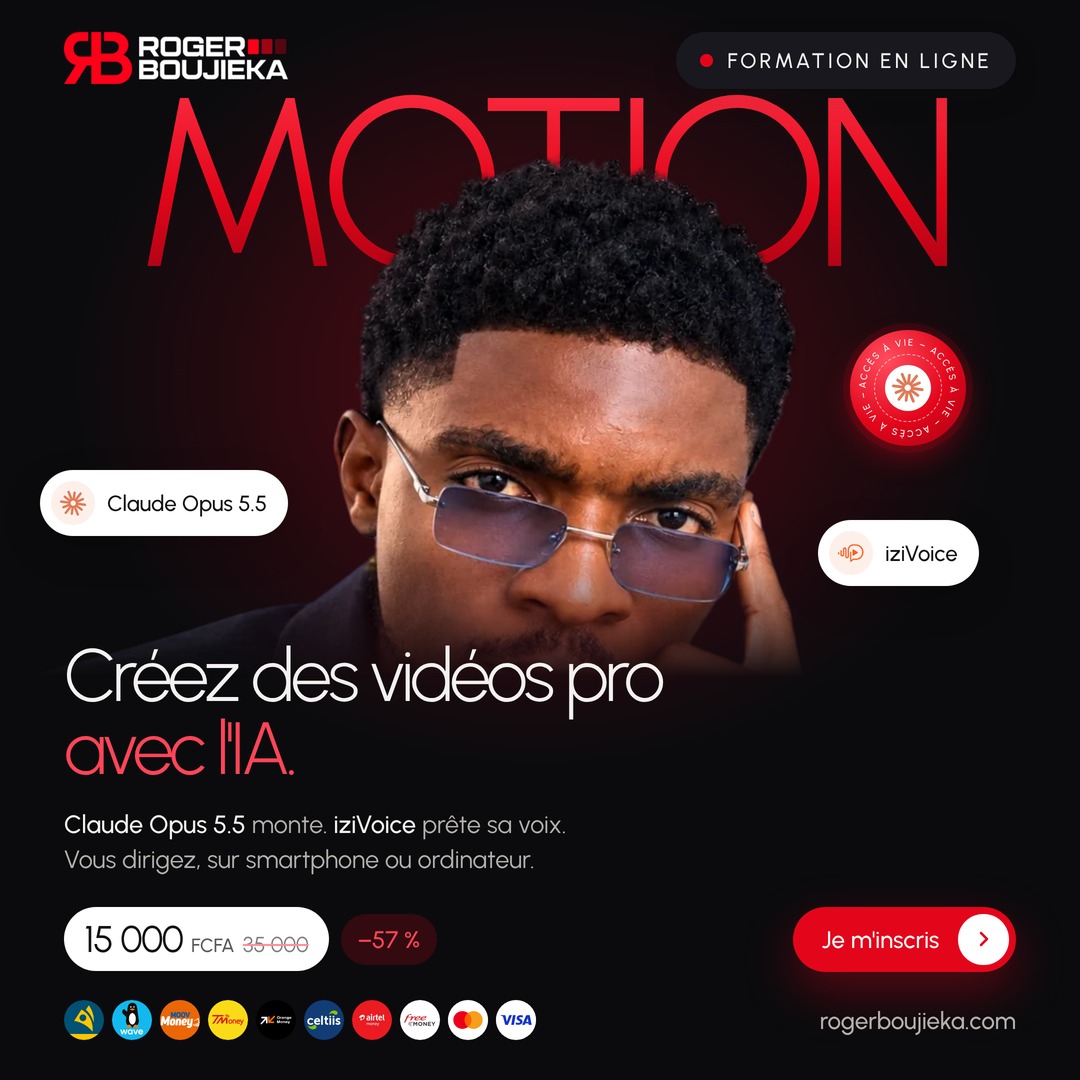 RB ROGER
BOUJIEKA
FORMATION EN LIGNE
MOTION
ACCÈS À VIE – ACCÈS À VIE – ACCÈS À VIE –
Claude Opus 5.5
iziVoice
Créez des vidéos pro
avec l'IA.
Claude Opus 5.5 monte. iziVoice prête sa voix.
Vous dirigez, sur smartphone ou ordinateur.
15 000 FCFA 35 000
–57 %
Je m'inscris
wave
MOOV Money
TMoney
Orange Money
celtiis
airtel money
free MONEY
VISA
rogerboujieka.com